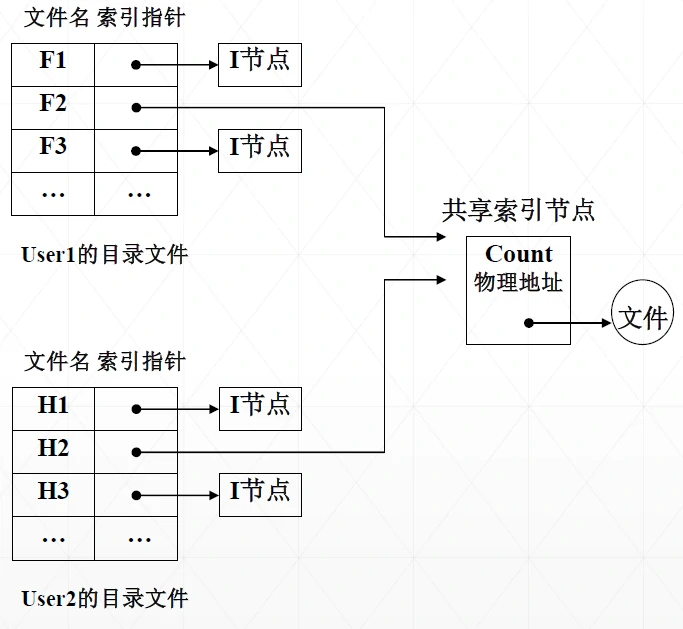 文件名 索引指针
F1 I节点
F2
F3 I节点
… …
User1的目录文件
共享索引节点
Count
物理地址
文件
文件名 索引指针
H1 I节点
H2
H3 I节点
… …
User2的目录文件